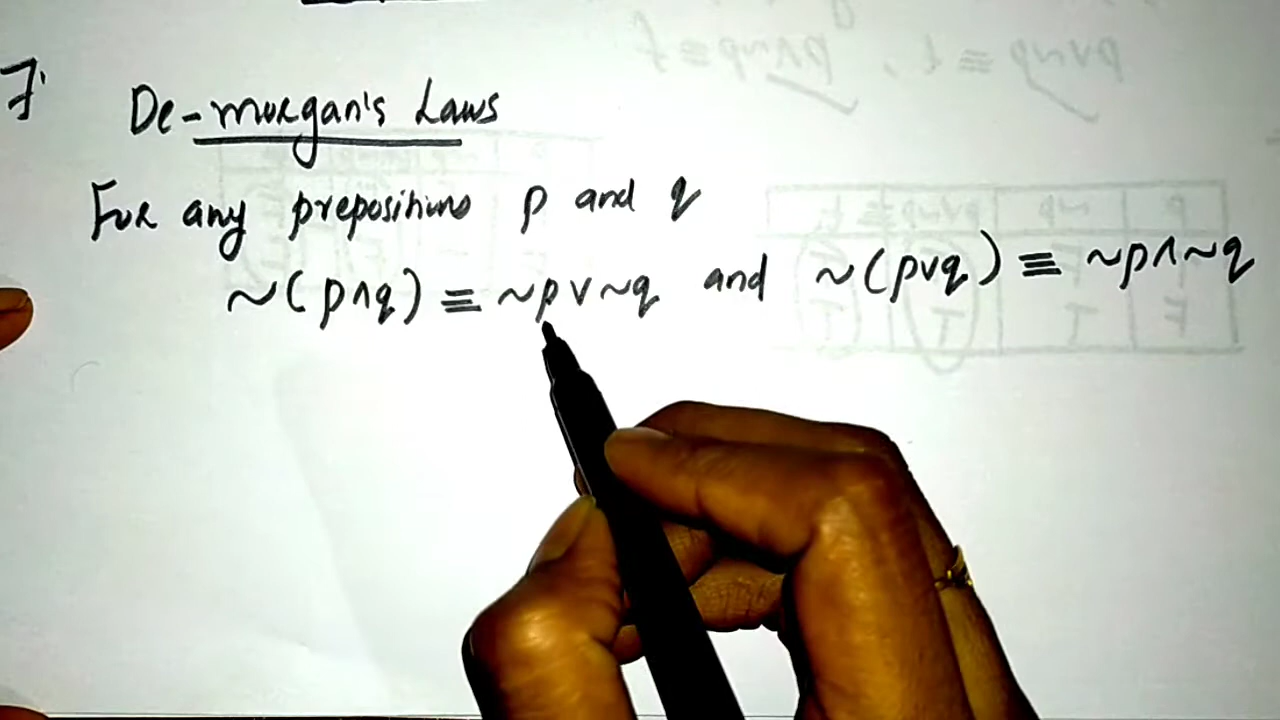 7
De-morgan's Laws
For any prepositions p and q
~(p∧q) ≡ ~p∨~q and ~(p∨q) ≡ ~p∧~q
p∨~p ≡ t, p∧~p ≡ f